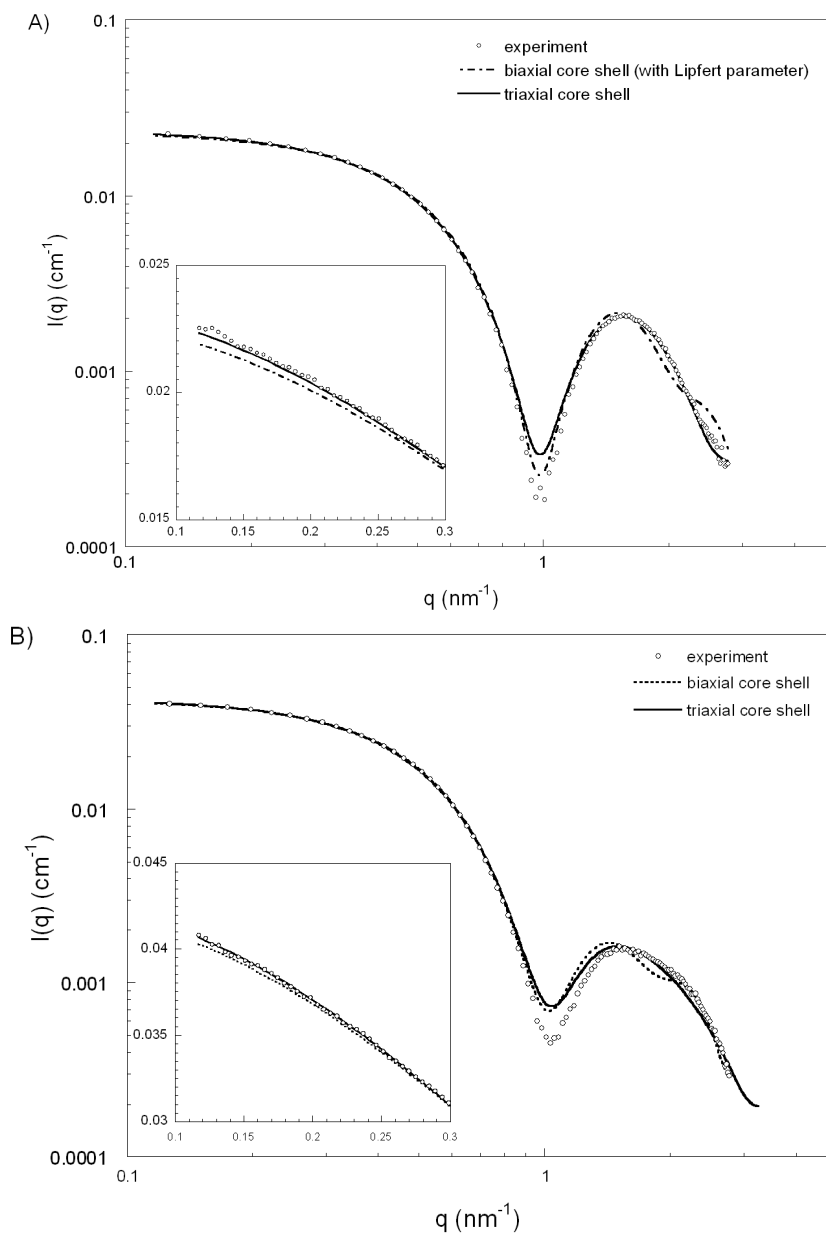 A)
0.1
experiment
biaxial core shell (with Lipfert parameter)
triaxial core shell
0.01
I(q) (cm⁻¹)
0.025
0.02
0.015
0.1 0.15 0.2 0.25 0.3
0.001
0.0001
0.1 1
q (nm⁻¹)
B)
0.1
experiment
biaxial core shell
triaxial core shell
0.01
I(q) (cm⁻¹)
0.045
0.04
0.035
0.03
0.1 0.15 0.2 0.25 0.3
0.001
0.0001
0.1 1
q (nm⁻¹)